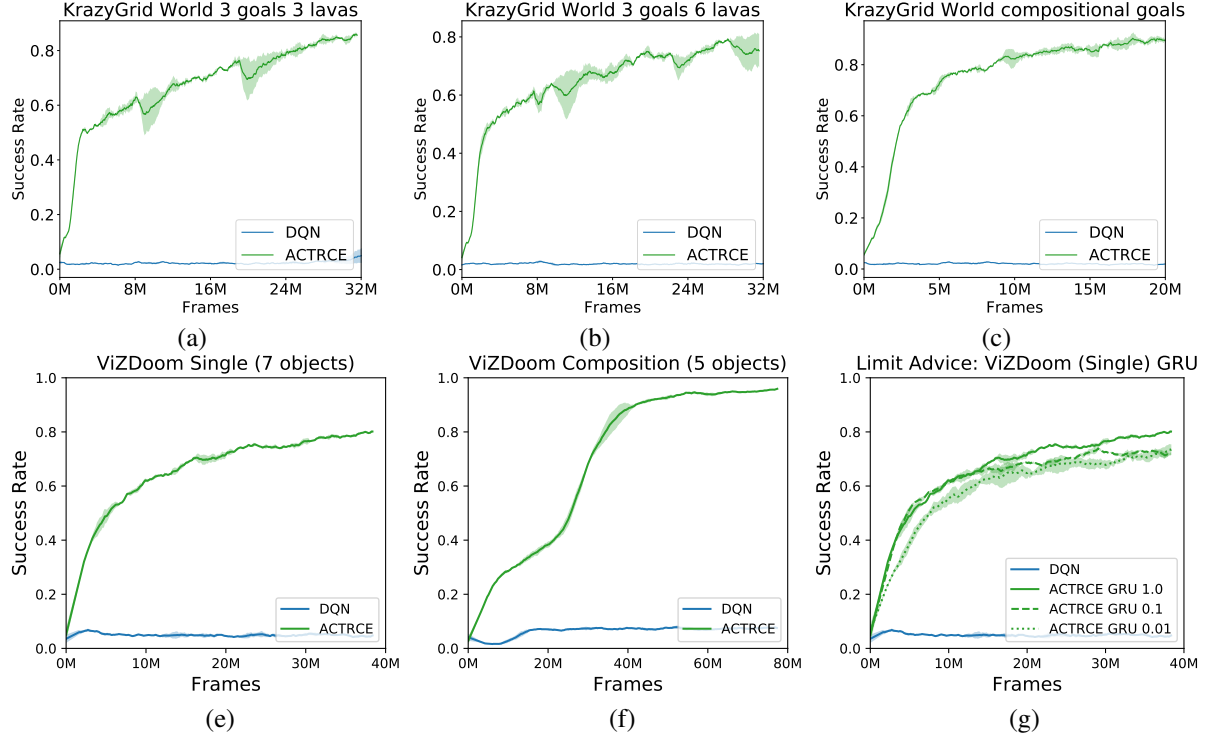 KrazyGrid World 3 goals 3 lavas
Success Rate
0.8
0.6
0.4
0.2
0.0
DQN
ACTRCE
0M
8M
16M
24M
32M
Frames
(a)
KrazyGrid World 3 goals 6 lavas
Success Rate
0.8
0.6
0.4
0.2
0.0
DQN
ACTRCE
0M
8M
16M
24M
32M
Frames
(b)
KrazyGrid World compositional goals
Success Rate
0.8
0.6
0.4
0.2
0.0
DQN
ACTRCE
0M
5M
10M
15M
20M
Frames
(c)
ViZDoom Single (7 objects)
Success Rate
1.0
0.8
0.6
0.4
0.2
0.0
DQN
ACTRCE
0M
10M
20M
30M
40M
Frames
(e)
ViZDoom Composition (5 objects)
Success Rate
1.0
0.8
0.6
0.4
0.2
0.0
DQN
ACTRCE
0M
20M
40M
60M
80M
Frames
(f)
Limit Advice: ViZDoom (Single) GRU
Success Rate
1.0
0.8
0.6
0.4
0.2
0.0
DQN
ACTRCE GRU 1.0
ACTRCE GRU 0.1
ACTRCE GRU 0.01
0M
10M
20M
30M
40M
Frames
(g)